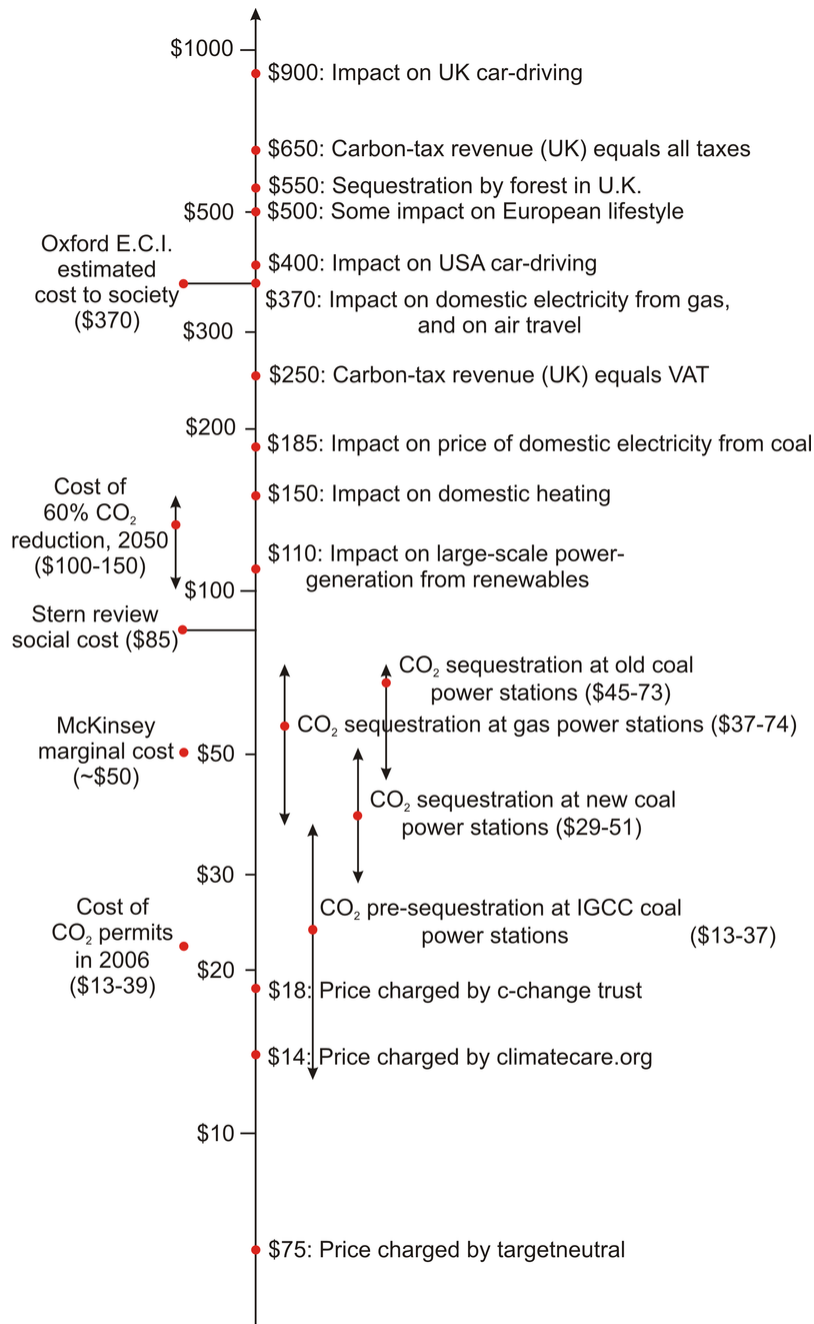 $1000
$900: Impact on UK car-driving
$650: Carbon-tax revenue (UK) equals all taxes
$550: Sequestration by forest in U.K.
$500
$500: Some impact on European lifestyle
Oxford E.C.I.
estimated
cost to society
($370)
$400: Impact on USA car-driving
$370: Impact on domestic electricity from gas,
and on air travel
$300
$250: Carbon-tax revenue (UK) equals VAT
$200
$185: Impact on price of domestic electricity from coal
Cost of
60% CO₂
reduction, 2050
($100-150)
$150: Impact on domestic heating
$110: Impact on large-scale power-
generation from renewables
$100
Stern review
social cost ($85)
CO₂ sequestration at old coal
power stations ($45-73)
CO₂ sequestration at gas power stations ($37-74)
McKinsey
marginal cost
(~$50)
$50
CO₂ sequestration at new coal
power stations ($29-51)
$30
Cost of
CO₂ permits
in 2006
($13-39)
CO₂ pre-sequestration at IGCC coal
power stations ($13-37)
$20
$18: Price charged by c-change trust
$14: Price charged by climatecare.org
$10
$75: Price charged by targetneutral